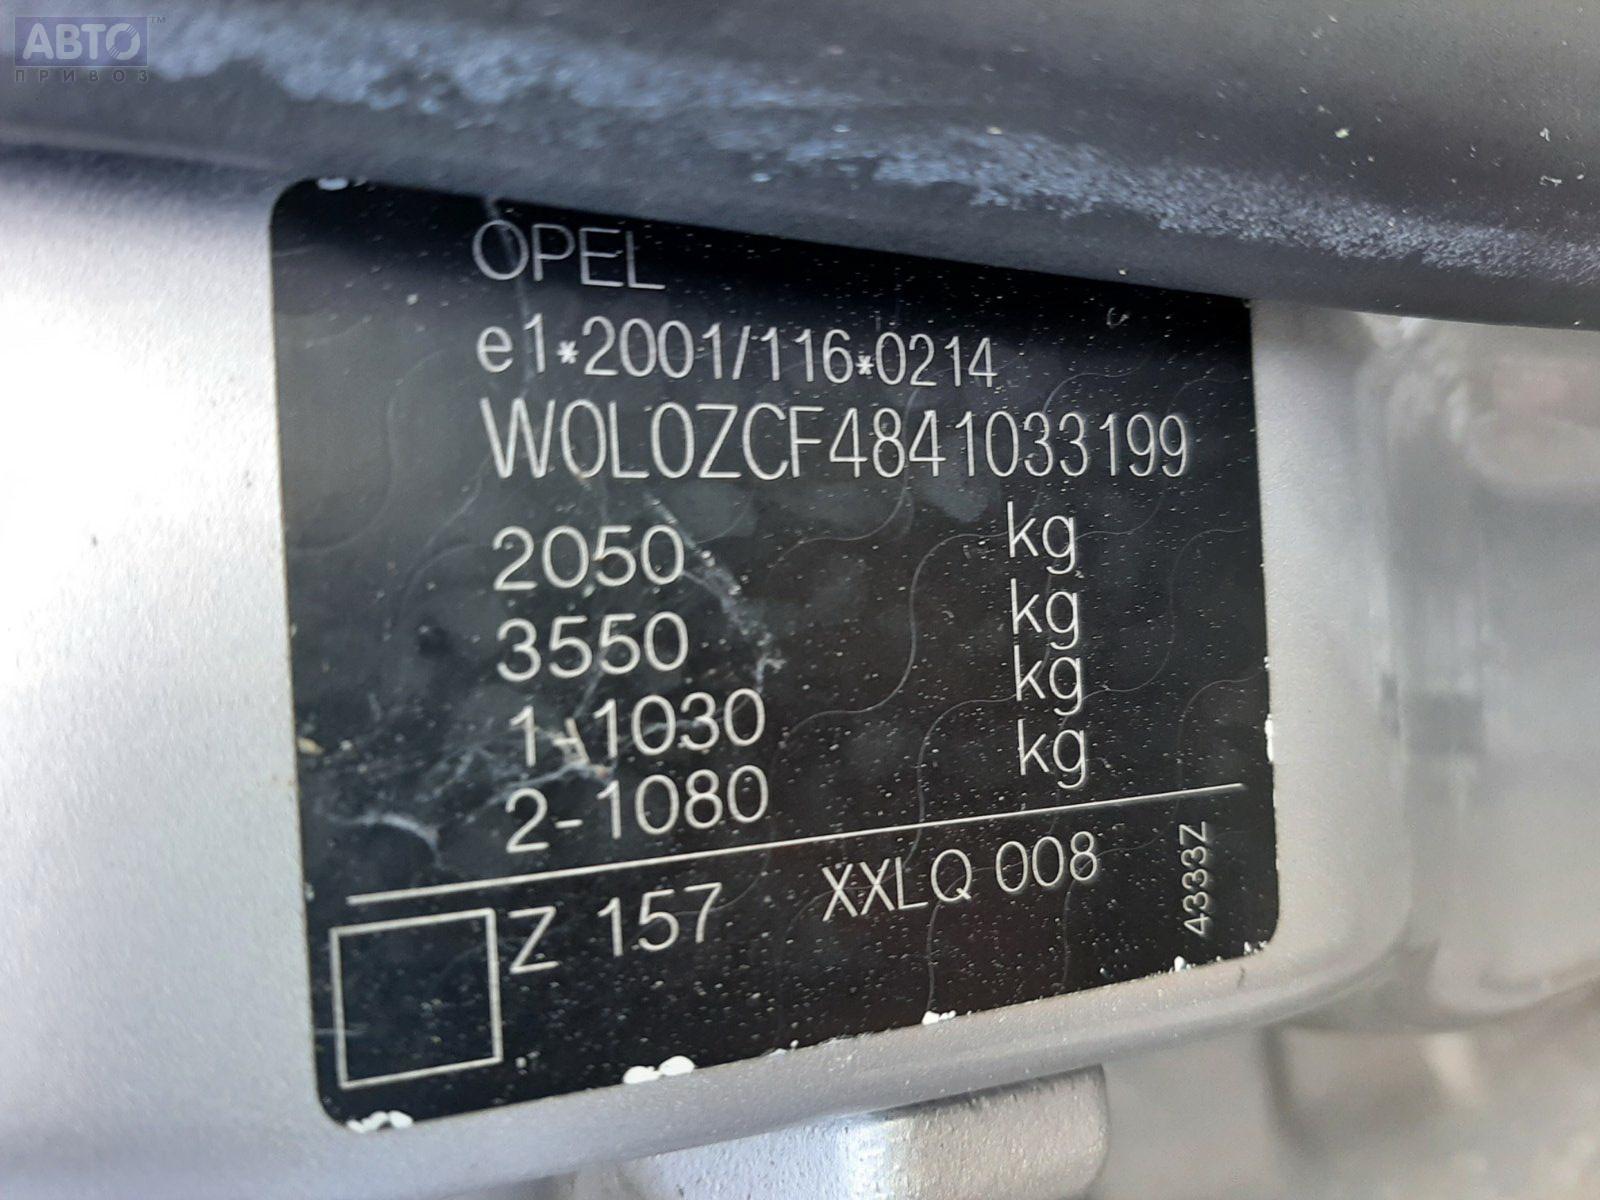 АВТО™
ПРИВОЗ
OPEL
e1*2001/116*0214
W0L0ZCF4841033199
2050 kg
3550 kg
1-1030 kg
2-1080 kg
Z 157 XXLQ 008
4333Z